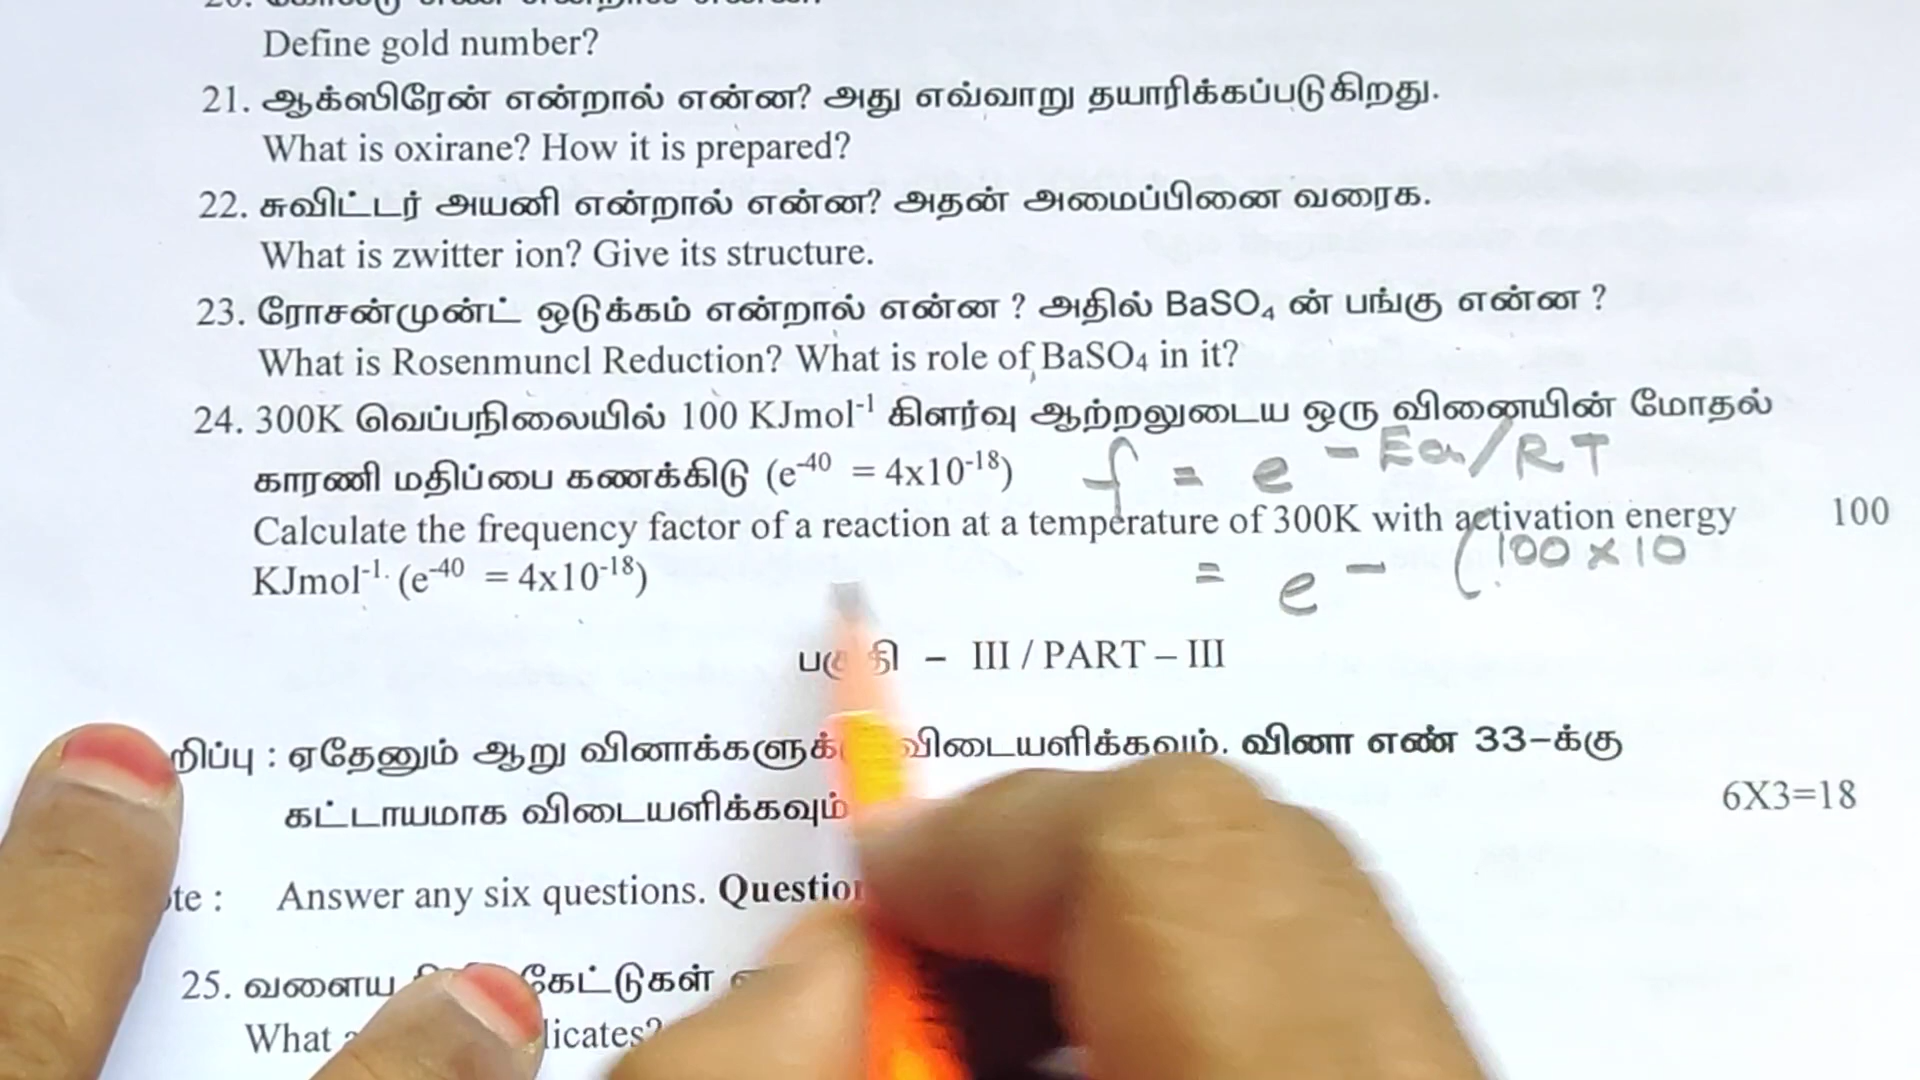 Define gold number?
21. ஆக்ஸிரேன் என்றால் என்ன? அது எவ்வாறு தயாரிக்கப்படுகிறது.
What is oxirane? How it is prepared?
22. சுவிட்டர் அயனி என்றால் என்ன? அதன் அமைப்பினை வரைக.
What is zwitter ion? Give its structure.
23. ரோசன்முன்ட் ஒடுக்கம் என்றால் என்ன ? அதில் BaSO₄ ன் பங்கு என்ன ?
What is Rosenmuncl Reduction? What is role of BaSO₄ in it?
24. 300K வெப்பநிலையில் 100 KJmol⁻¹ கிளர்வு ஆற்றலுடைய ஒரு வினையின் மோதல்
காரணி மதிப்பை கணக்கிடு (e⁻⁴⁰ = 4x10⁻¹⁸) f = e – Ea/RT
Calculate the frequency factor of a reaction at a temperature of 300K with activation energy 100
KJmol⁻¹. (e⁻⁴⁰ = 4x10⁻¹⁸) = e – (100 x 10
– III / PART – III
: ஏதேனும் ஆறு விடையளிக்கவும். வினா எண் 33-க்கு
கட்டாயமாக விடையளிக்கவும் 6X3=18
: Answer any six questions.
25. வளைய
What